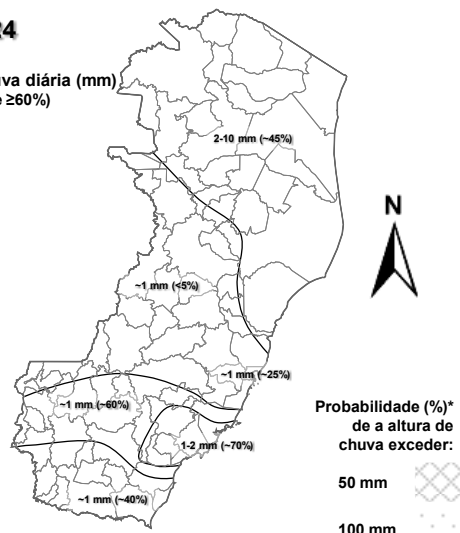 24
uva diária (mm)
e ≥60%)
2-10 mm (~45%)
N
~1 mm (<5%)
~1 mm (~25%)
~1 mm (~60%)
Probabilidade (%)*
de a altura de
chuva exceder:
1-2 mm (~70%)
50 mm
~1 mm (~40%)
100 mm